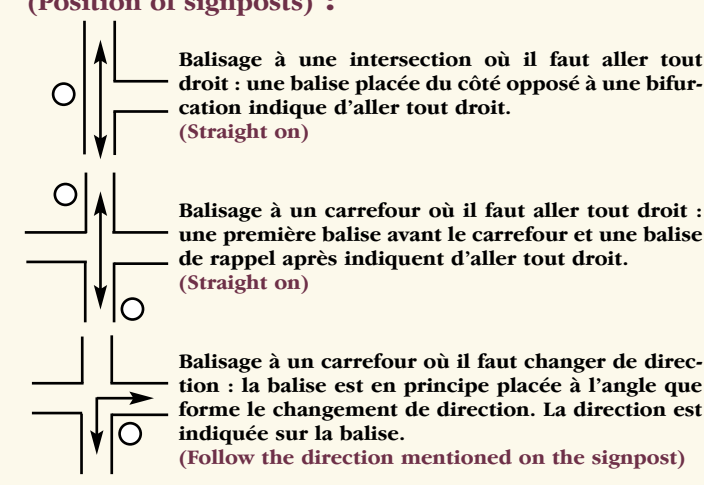 (Position of signposts) :
Balisage à une intersection où il faut aller tout
droit : une balise placée du côté opposé à une bifur-
cation indique d'aller tout droit.
(Straight on)
Balisage à un carrefour où il faut aller tout droit :
une première balise avant le carrefour et une balise
de rappel après indiquent d'aller tout droit.
(Straight on)
Balisage à un carrefour où il faut changer de direc-
tion : la balise est en principe placée à l'angle que
forme le changement de direction. La direction est
indiquée sur la balise.
(Follow the direction mentioned on the signpost)